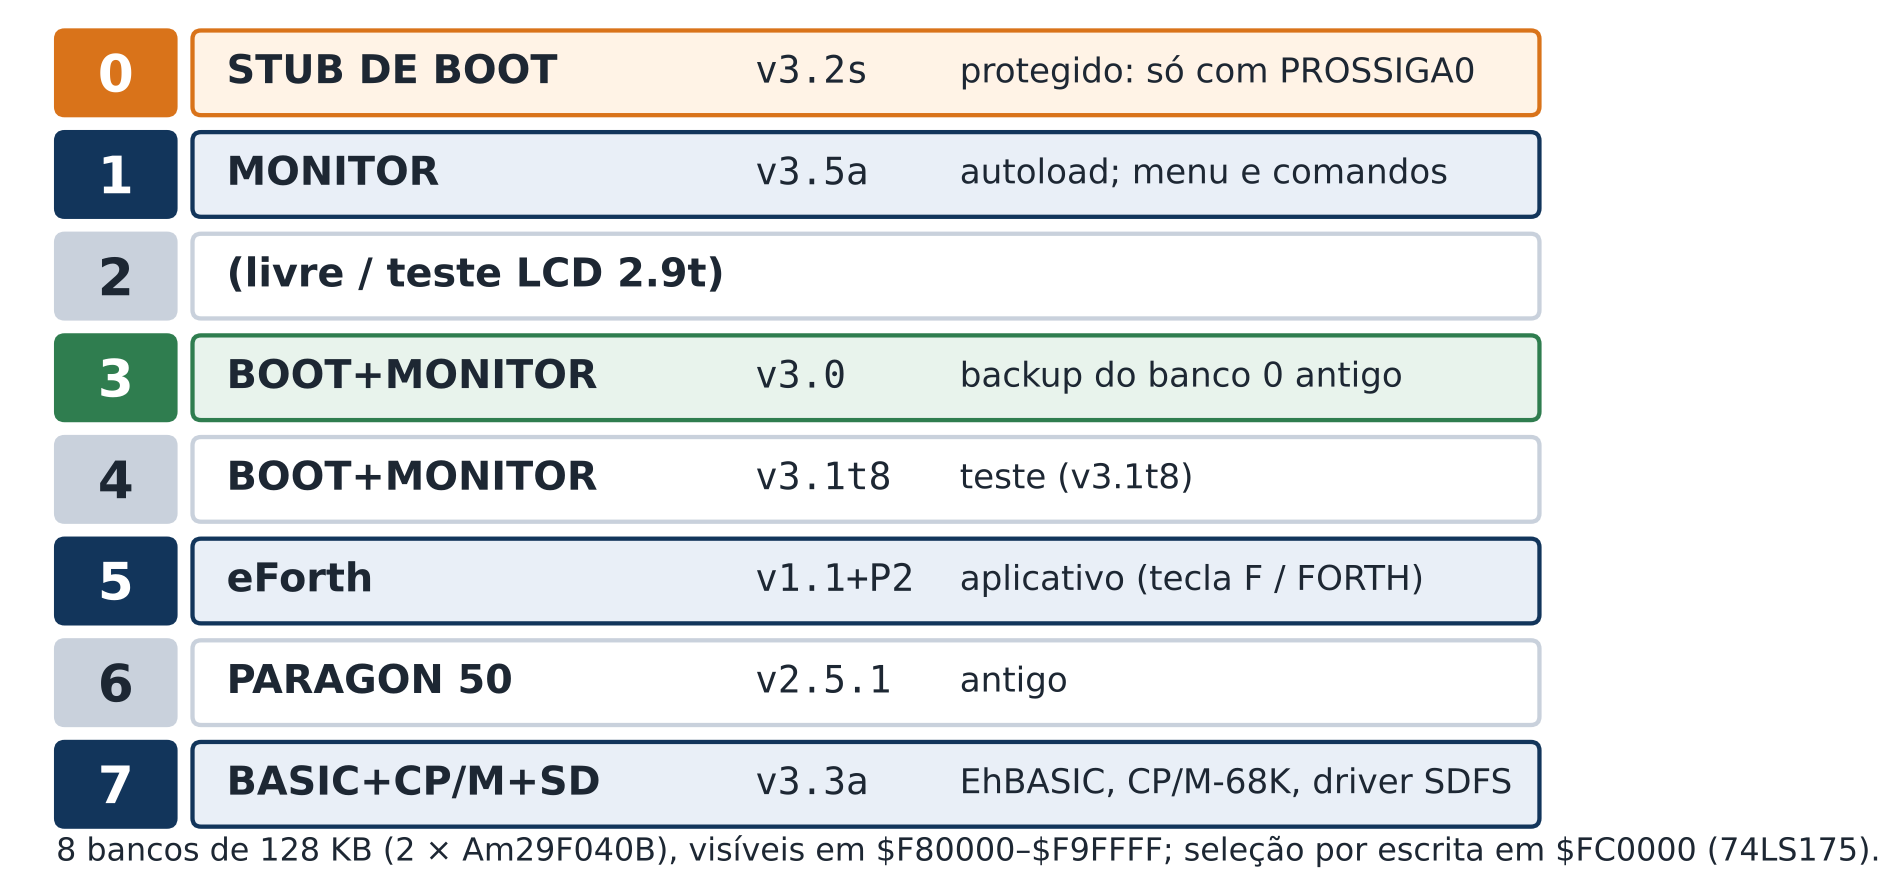 0 STUB DE BOOT v3.2s protegido: só com PROSSIGA0
1 MONITOR v3.5a autoload; menu e comandos
2 (livre / teste LCD 2.9t)
3 BOOT+MONITOR v3.0 backup do banco 0 antigo
4 BOOT+MONITOR v3.1t8 teste (v3.1t8)
5 eForth v1.1+P2 aplicativo (tecla F / FORTH)
6 PARAGON 50 v2.5.1 antigo
7 BASIC+CP/M+SD v3.3a EhBASIC, CP/M-68K, driver SDFS
8 bancos de 128 KB (2 × Am29F040B), visíveis em $F80000–$F9FFFF; seleção por escrita em $FC0000 (74LS175).